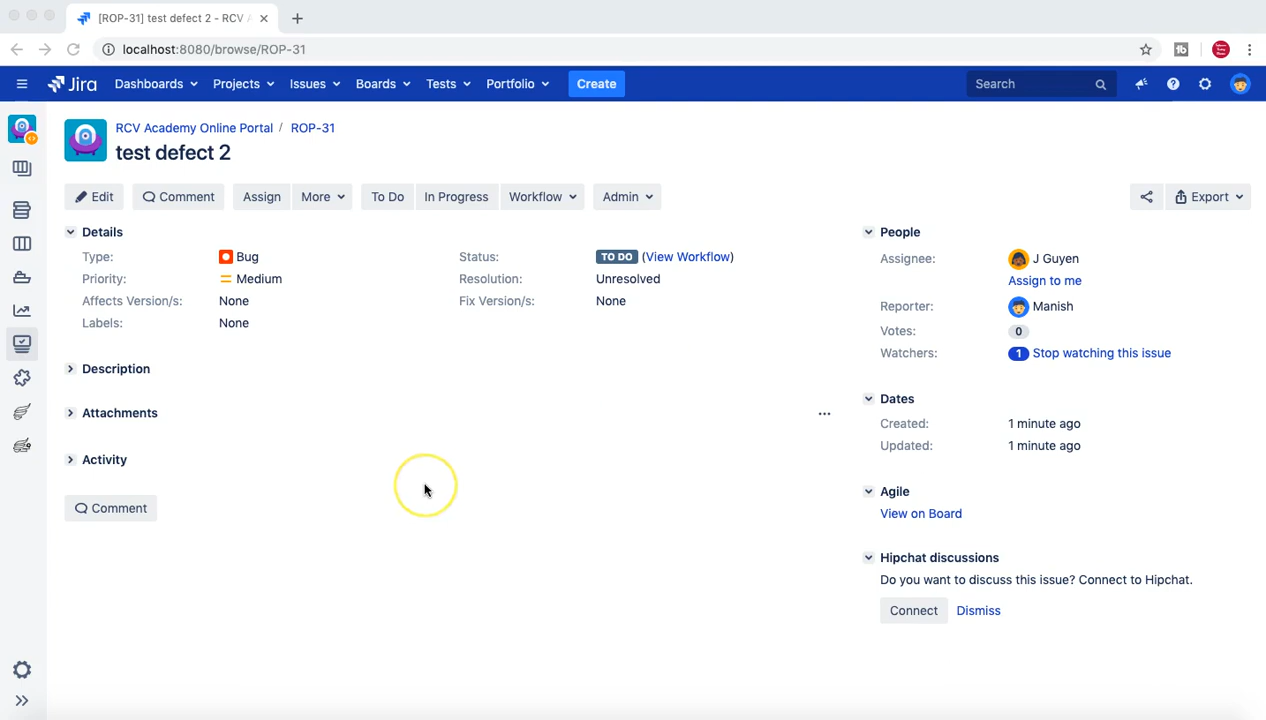 [ROP-31] test defect 2 - RCV
localhost:8080/browse/ROP-31
Jira Dashboards Projects Issues Boards Tests Portfolio Create Search
RCV Academy Online Portal / ROP-31
test defect 2
Edit Comment Assign More To Do In Progress Workflow Admin Export
Details
Type: Bug Status: TO DO (View Workflow)
Priority: Medium Resolution: Unresolved
Affects Version/s: None Fix Version/s: None
Labels: None
Description
Attachments
Activity
Comment
People
Assignee: J Guyen
Assign to me
Reporter: Manish
Votes: 0
Watchers: 1 Stop watching this issue
Dates
Created: 1 minute ago
Updated: 1 minute ago
Agile
View on Board
Hipchat discussions
Do you want to discuss this issue? Connect to Hipchat.
Connect Dismiss